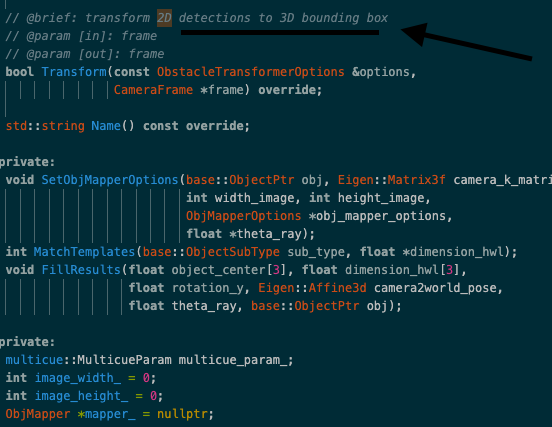 // @brief: transform 2D detections to 3D bounding box
// @param [in]: frame
// @param [out]: frame
bool Transform(const ObstacleTransformerOptions &options,
CameraFrame *frame) override;
std::string Name() const override;
private:
void SetObjMapperOptions(base::ObjectPtr obj, Eigen::Matrix3f camera_k_matri
int width_image, int height_image,
ObjMapperOptions *obj_mapper_options,
float *theta_ray);
int MatchTemplates(base::ObjectSubType sub_type, float *dimension_hwl);
void FillResults(float object_center[3], float dimension_hwl[3],
float rotation_y, Eigen::Affine3d camera2world_pose,
float theta_ray, base::ObjectPtr obj);
private:
multicue::MulticueParam multicue_param_;
int image_width_ = 0;
int image_height_ = 0;
ObjMapper *mapper_ = nullptr;